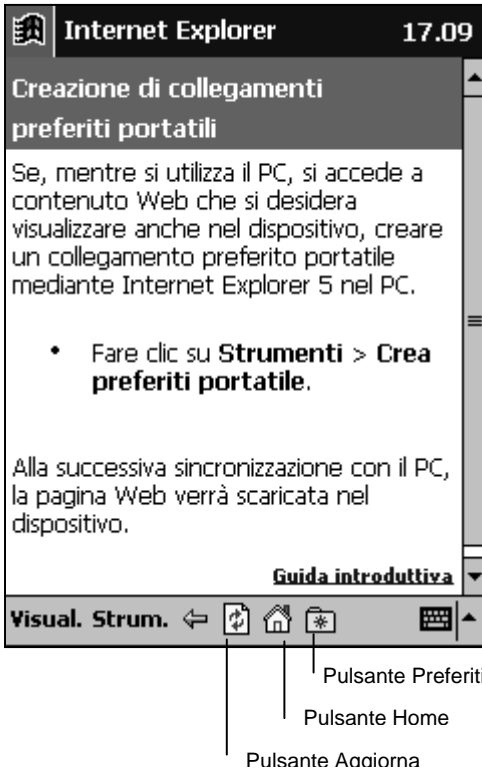 Internet Explorer 17.09
Creazione di collegamenti
preferiti portatili
Se, mentre si utilizza il PC, si accede a
contenuto Web che si desidera
visualizzare anche nel dispositivo, creare
un collegamento preferito portatile
mediante Internet Explorer 5 nel PC.
• Fare clic su Strumenti > Crea
preferiti portatile.
Alla successiva sincronizzazione con il PC,
la pagina Web verrà scaricata nel
dispositivo.
Guida introduttiva
Visual. Strum.
Pulsante Preferiti
Pulsante Home
Pulsante Aggiorna